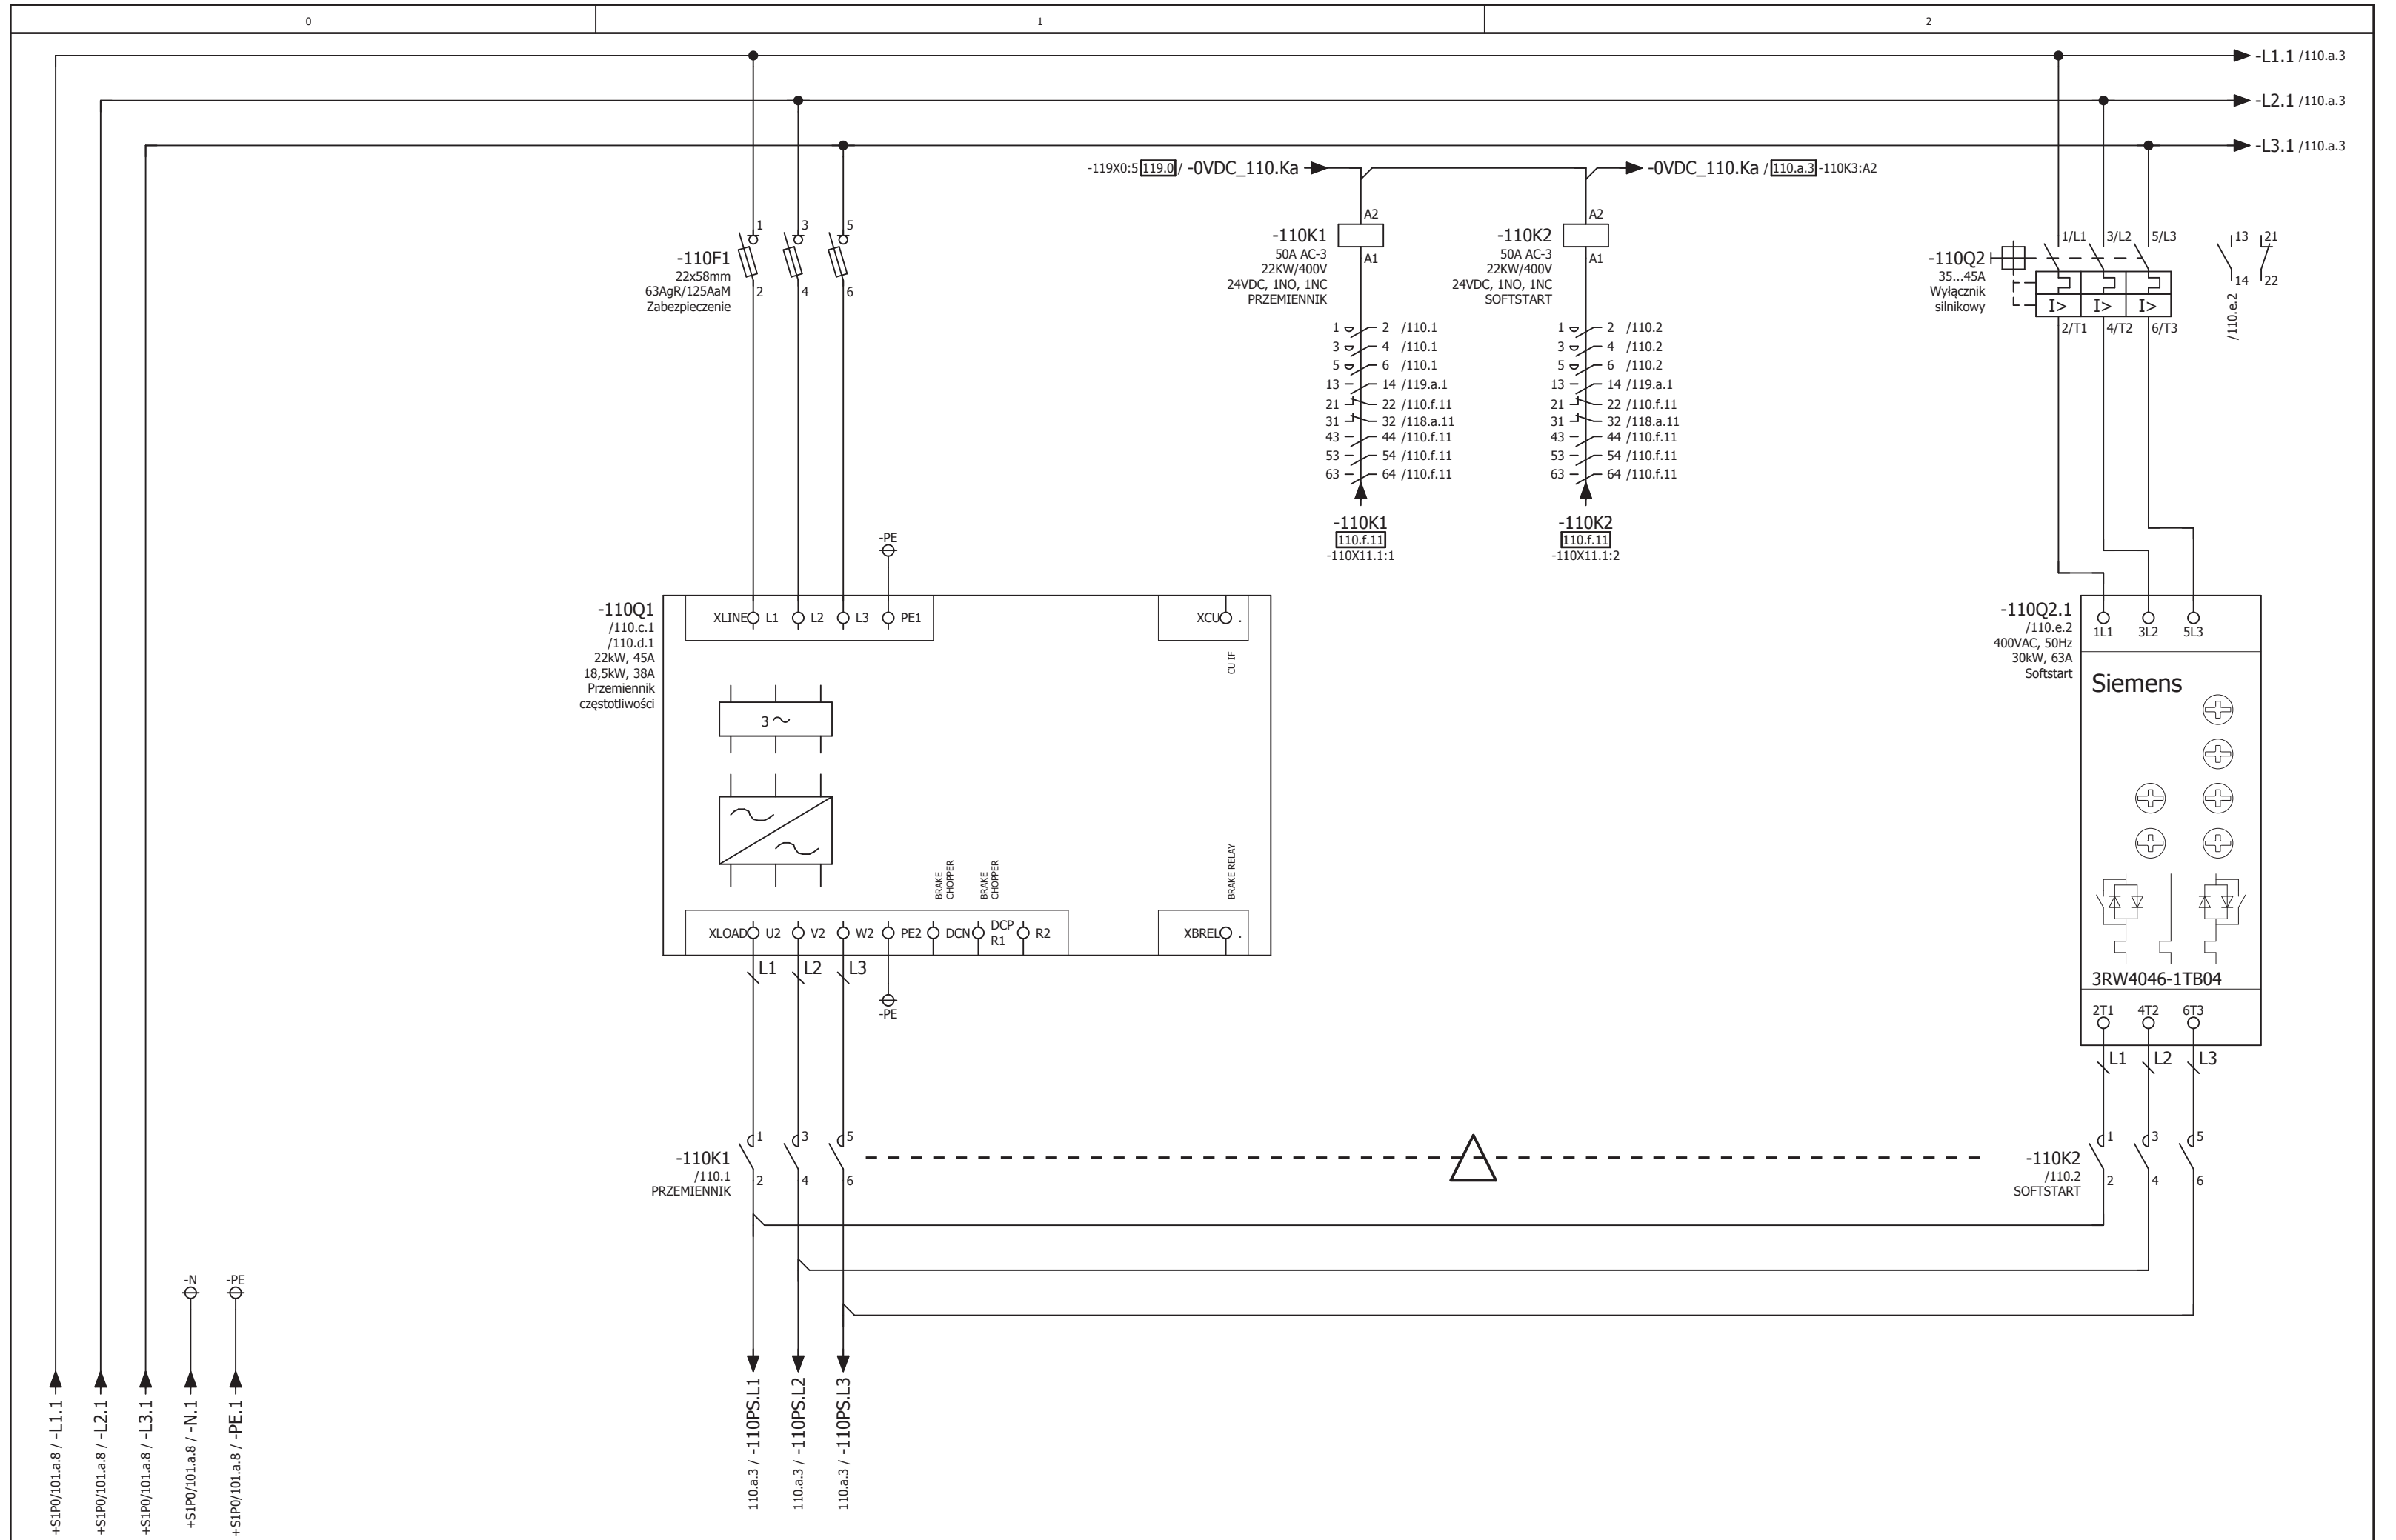 0
1
2
-L1.1 /110.a.3
-L2.1 /110.a.3
-L3.1 /110.a.3
-119X0:5 119.0 / -0VDC_110.Ka
-0VDC_110.Ka / 110.a.3 -110K3:A2
-110F1
22x58mm
63AgR/125AaM
Zabezpieczenie
1
3
5
2
4
6
-110K1
50A AC-3
22KW/400V
24VDC, 1NO, 1NC
PRZEMIENNIK
A2
A1
1 2 /110.1
3 4 /110.1
5 6 /110.1
13 14 /119.a.1
21 22 /110.f.11
31 32 /118.a.11
43 44 /110.f.11
53 54 /110.f.11
63 64 /110.f.11
-110K1
110.f.11
-110X11.1:1
-110K2
50A AC-3
22KW/400V
24VDC, 1NO, 1NC
SOFTSTART
A2
A1
1 2 /110.2
3 4 /110.2
5 6 /110.2
13 14 /119.a.1
21 22 /110.f.11
31 32 /118.a.11
43 44 /110.f.11
53 54 /110.f.11
63 64 /110.f.11
-110K2
110.f.11
-110X11.1:2
-110Q2
35...45A
Wyłącznik
silnikowy
1/L1 3/L2 5/L3
I> I> I>
2/T1 4/T2 6/T3
13 21
14 22
/110.e.2
-PE
-110Q1
/110.c.1
/110.d.1
22kW, 45A
18,5kW, 38A
Przemiennik
częstotliwości
XLINE L1 L2 L3 PE1
XCU .
CU IF
3
BRAKE
CHOPPER
BRAKE
CHOPPER
BRAKE RELAY
XLOAD U2 V2 W2 PE2 DCN DCP
R1
R2
XBREL .
L1 L2 L3
-PE
-110Q2.1
/110.e.2
400VAC, 50Hz
30kW, 63A
Softstart
1L1 3L2 5L3
Siemens
3RW4046-1TB04
2T1 4T2 6T3
L1 L2 L3
-110K1
/110.1
PRZEMIENNIK
1 3 5
2 4 6
-110K2
/110.2
SOFTSTART
1 3 5
2 4 6
-N
-PE
+S1P0/101.a.8 / -L1.1
+S1P0/101.a.8 / -L2.1
+S1P0/101.a.8 / -L3.1
+S1P0/101.a.8 / -N.1
+S1P0/101.a.8 / -PE.1
110.a.3 / -110PS.L1
110.a.3 / -110PS.L2
110.a.3 / -110PS.L3